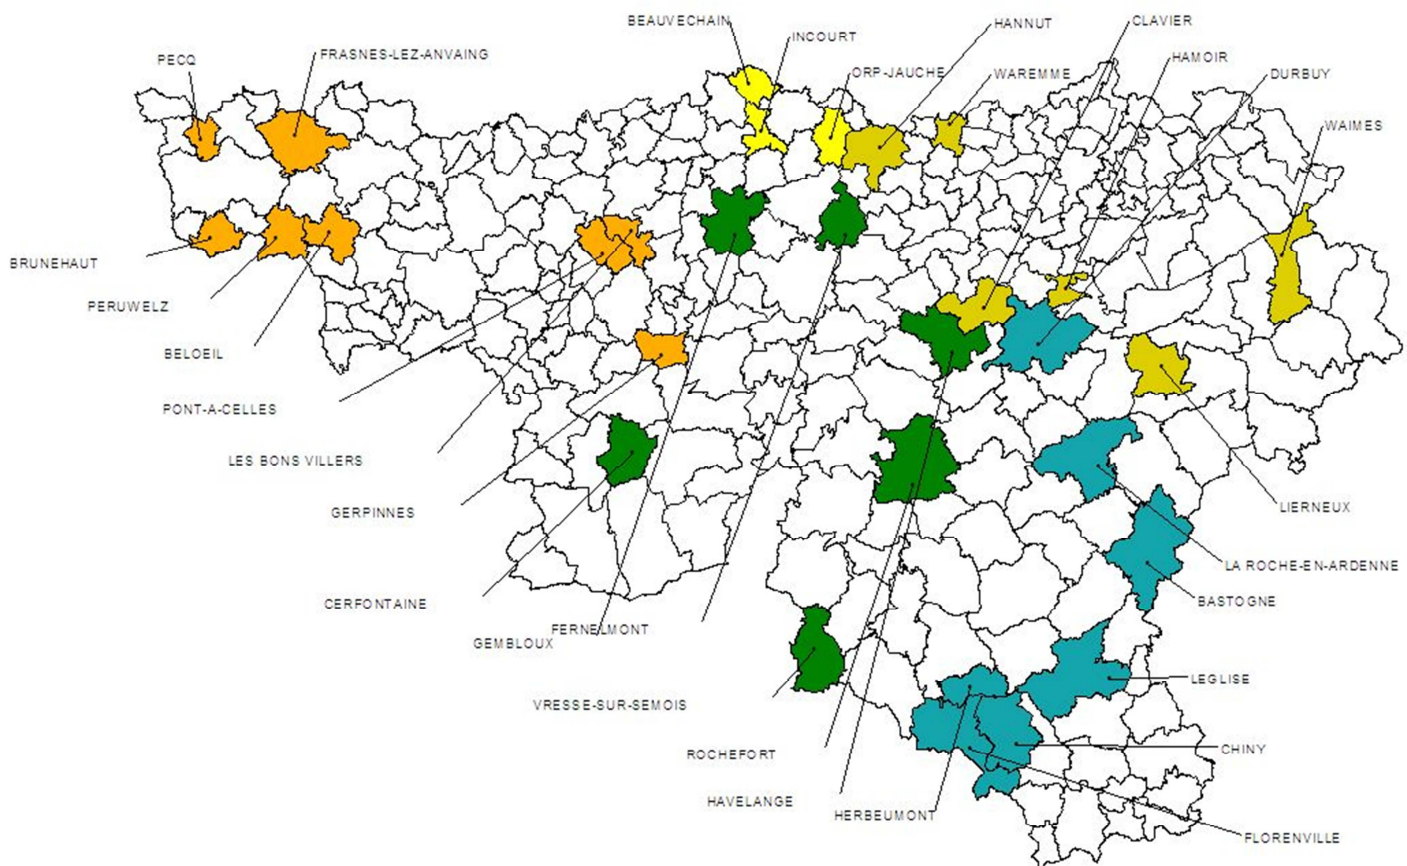 BEAUVECHAIN
HANNUT
CLAVIER
INCOURT
PECQ
FRASNES-LEZ-ANVAING
HAMOIR
ORP-JAUCHE
WAREMME
DURBUY
WAIMES
BRUNEHAUT
PERUWELZ
BELOEIL
PONT-A-CELLES
LES BONS VILLERS
GERPINNES
LIERNEUX
LA ROCHE-EN-ARDENNE
BASTOGNE
CERFONTAINE
FERNELMONT
GEMBLOUX
LEGLISE
VRESSE-SUR-SEMOIS
ROCHEFORT
CHINY
HAVELANGE
HERBEUMONT
FLORENVILLE